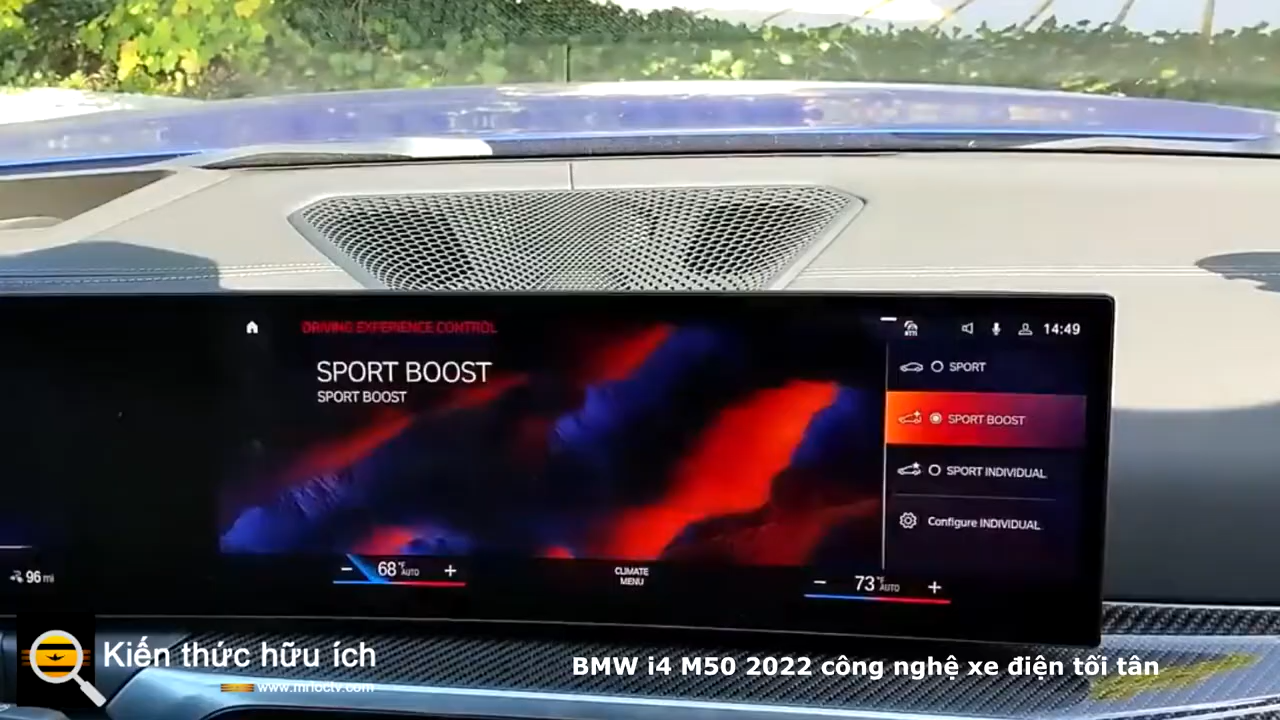 DRIVING EXPERIENCE CONTROL
14:49
SPORT BOOST
SPORT BOOST
SPORT
SPORT BOOST
SPORT INDIVIDUAL
Configure INDIVIDUAL
96 mi
68°F AUTO
CLIMATE
MENU
73°F AUTO
Kiến thức hữu ích
BMW i4 M50 2022 công nghệ xe điện tối tân